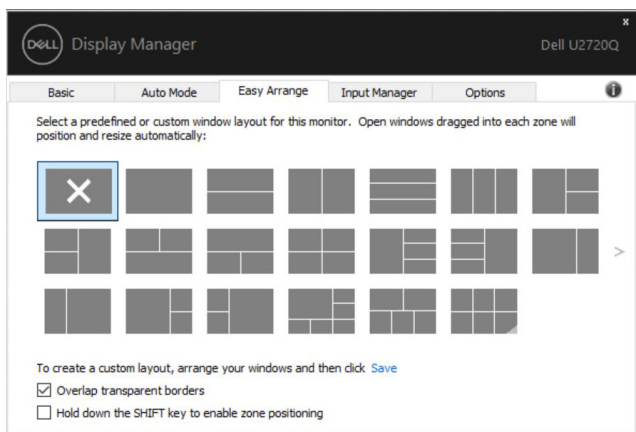 x
DELL Display Manager
Dell U2720Q
Basic Auto Mode Easy Arrange Input Manager Options i
Select a predefined or custom window layout for this monitor. Open windows dragged into each zone will
position and resize automatically:
>
To create a custom layout, arrange your windows and then click Save
Overlap transparent borders
Hold down the SHIFT key to enable zone positioning